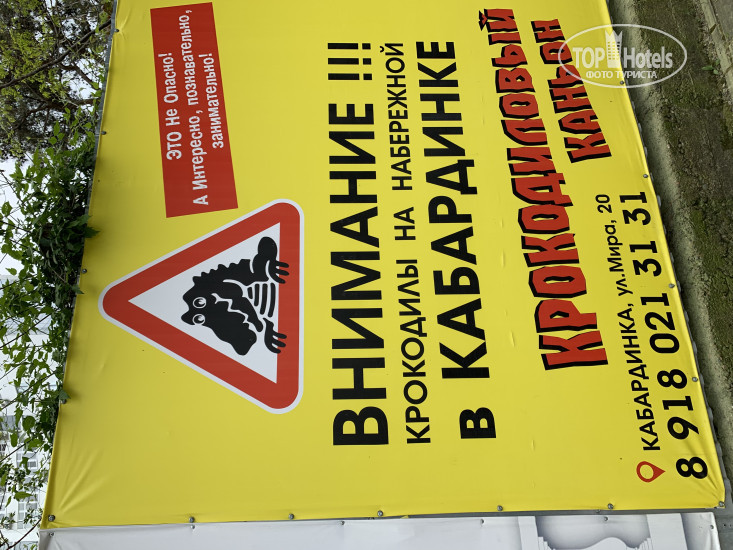 ЭТО Не Опасно!
А Интересно, познавательно,
занимательно!
ВНИМАНИЕ !!!
КРОКОДИЛЫ НА НАБЕРЕЖНОЙ
В КАБАРДИНКЕ
КРОКОДИЛОВЫЙ
КАНЬОН
КАБАРДИНКА, ул.Мира, 20
8 918 021 31 31
TOP Hotels
ФОТО ТУРИСТА